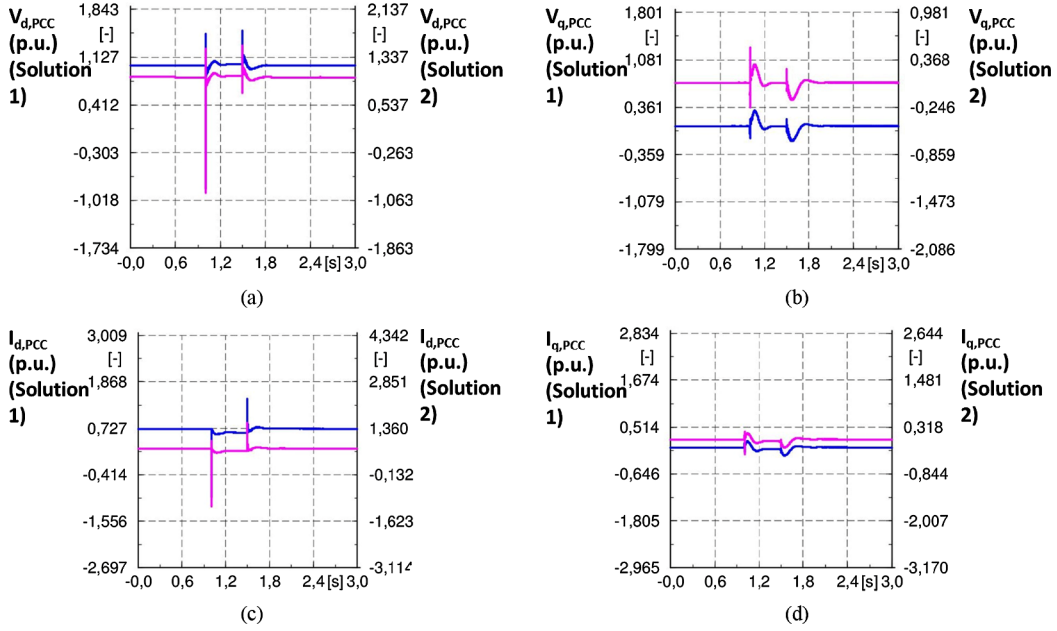 V_d,PCC
(p.u.)
(Solution
1)
[-]
1,843
1,127
0,412
-0,303
-1,018
-1,734
-0,0 0,6 1,2 1,8 2,4 [s] 3,0
2,137
1,337
0,537
-0,263
-1,063
-1,863
[-]
V_d,PCC
(p.u.)
(Solution
2)
(a)
V_q,PCC
(p.u.)
(Solution
1)
[-]
1,801
1,081
0,361
-0,359
-1,079
-1,799
-0,0 0,6 1,2 1,8 2,4 [s] 3,0
0,981
0,368
-0,246
-0,859
-1,473
-2,086
[-]
V_q,PCC
(p.u.)
(Solution
2)
(b)
I_d,PCC
(p.u.)
(Solution
1)
[-]
3,009
1,868
0,727
-0,414
-1,556
-2,697
-0,0 0,6 1,2 1,8 2,4 [s] 3,0
4,342
2,851
1,360
-0,132
-1,623
-3,114
[-]
I_d,PCC
(p.u.)
(Solution
2)
(c)
I_q,PCC
(p.u.)
(Solution
1)
[-]
2,834
1,674
0,514
-0,646
-1,805
-2,965
-0,0 0,6 1,2 1,8 2,4 [s] 3,0
2,644
1,481
0,318
-0,844
-2,007
-3,170
[-]
I_q,PCC
(p.u.)
(Solution
2)
(d)